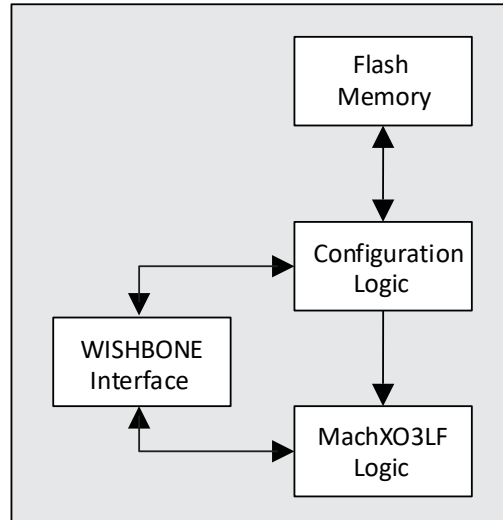 Flash
Memory
Configuration
Logic
WISHBONE
Interface
MachXO3LF
Logic